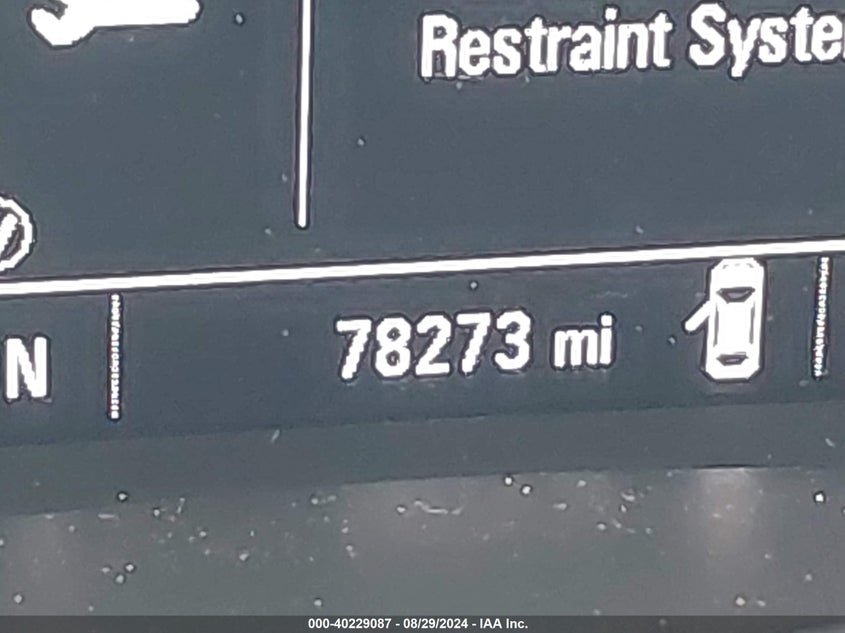 Restraint Syste
78273 mi
N
000-40229087 - 08/29/2024 - IAA Inc.